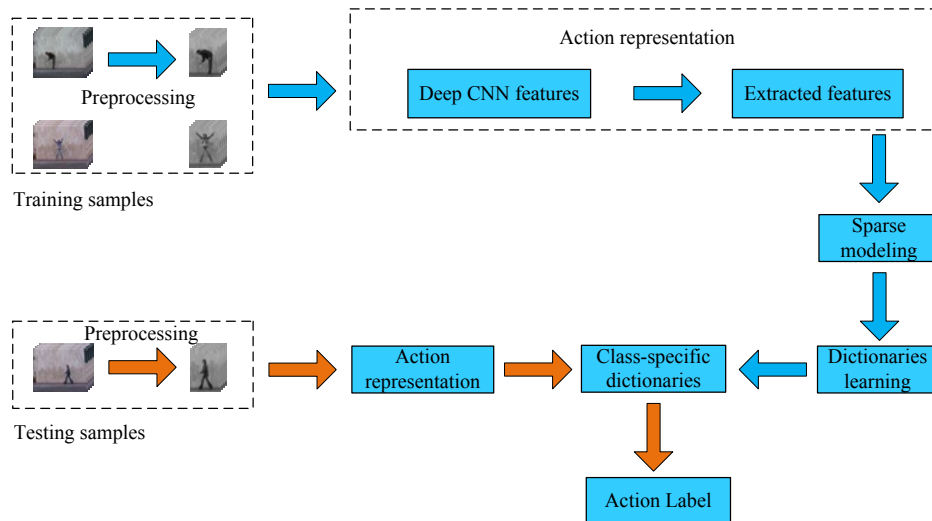 Action representation
Preprocessing
Deep CNN features
Extracted features
Training samples
Sparse
modeling
Preprocessing
Action
representation
Class-specific
dictionaries
Dictionaries
learning
Testing samples
Action Label